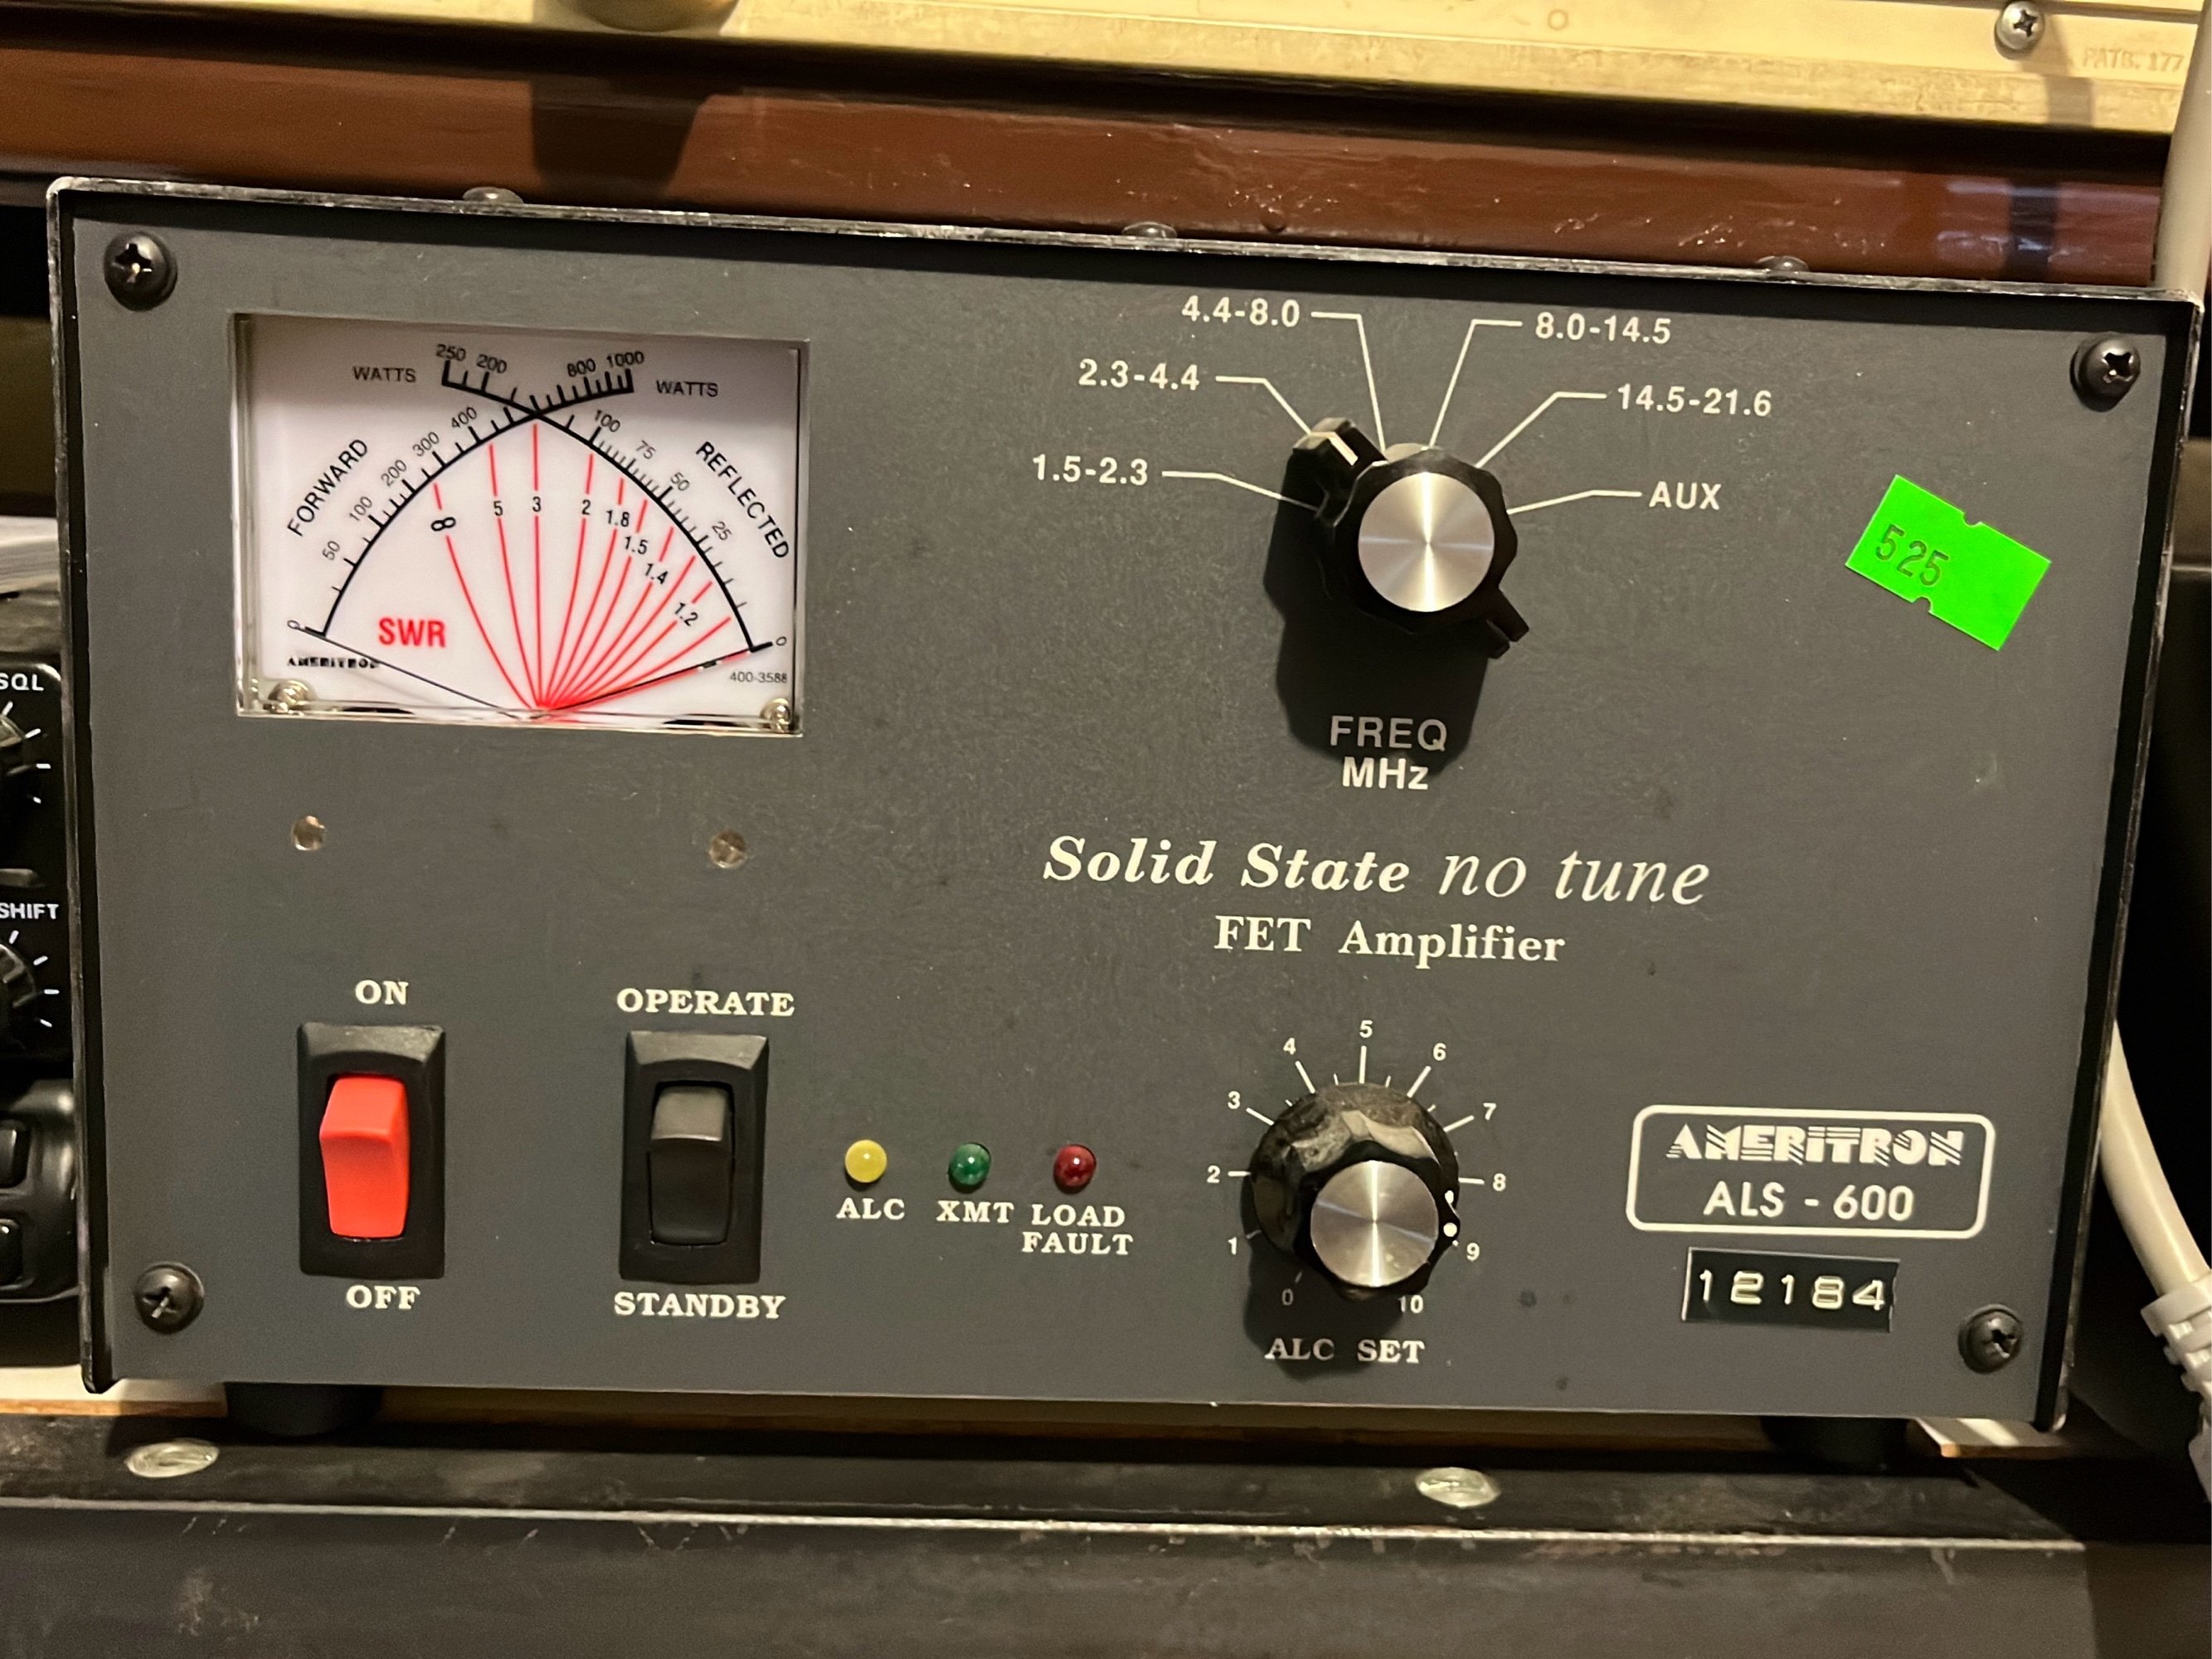 PATS. 177
SQL
SHIFT
250 200 800 1000
WATTS WATTS
FORWARD
0 50 100 200 300 400
REFLECTED
100 75 50 25 0
∞ 5 3 2 1.8 1.5 1.4 1.2
SWR
AMERITRON
400-3588
1.5-2.3
2.3-4.4
4.4-8.0
8.0-14.5
14.5-21.6
AUX
FREQ
MHz
525
Solid State no tune
FET Amplifier
ON
OFF
OPERATE
STANDBY
ALC
XMT
LOAD
FAULT
0 1 2 3 4 5 6 7 8 9 10
ALC SET
AMERITRON
ALS - 600
12184